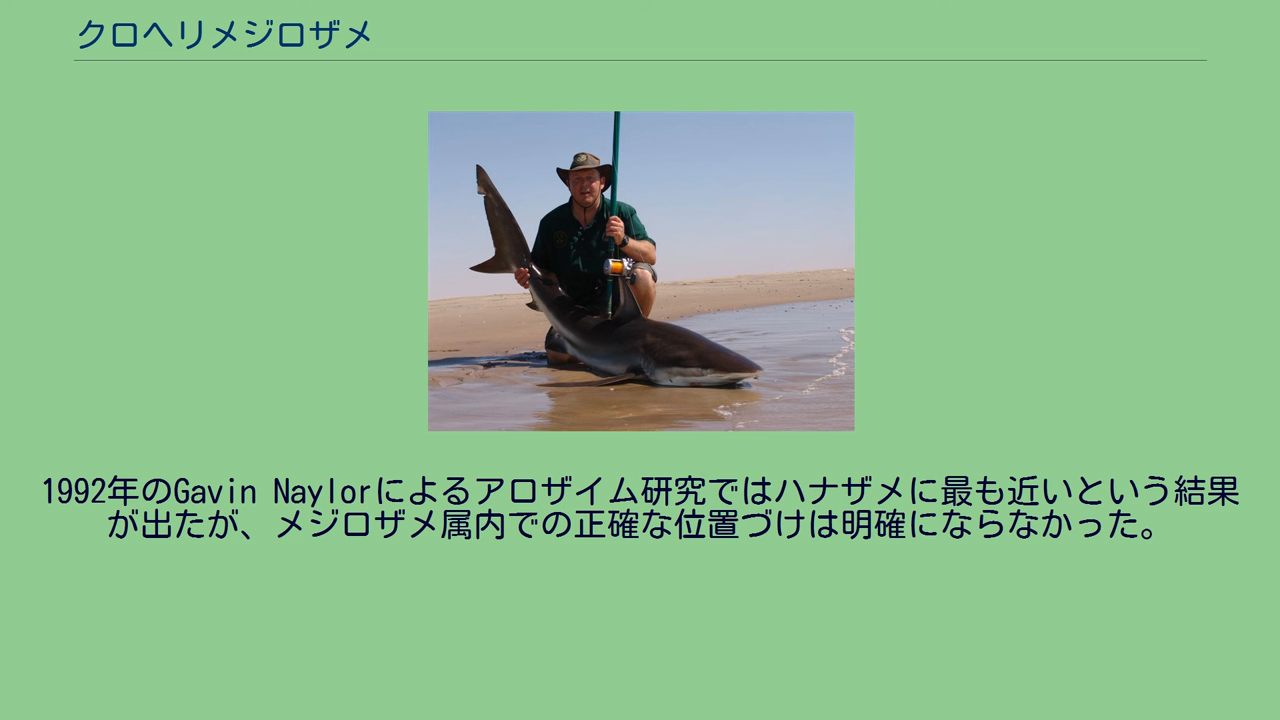 クロヘリメジロザメ
1992年のGavin Naylorによるアロザイム研究ではハナザメに最も近いという結果
が出たが、メジロザメ属内での正確な位置づけは明確にならなかった。